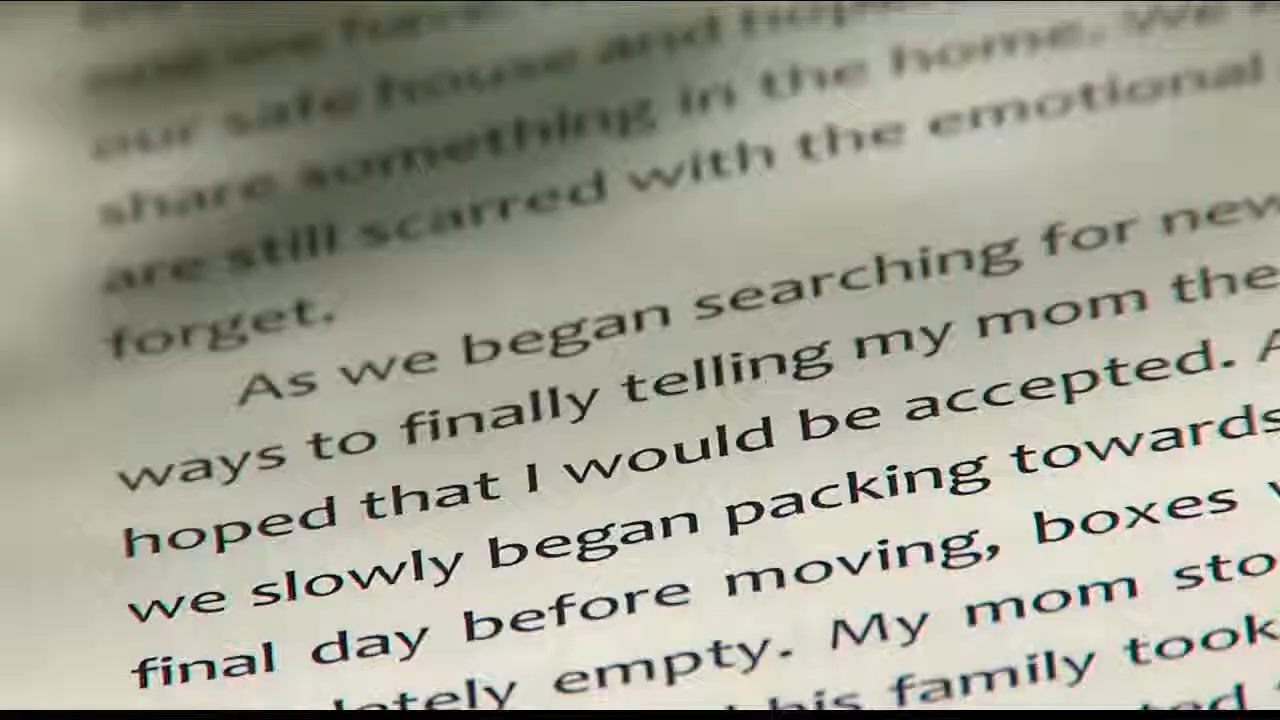 our safe house and
share something in the home. We
are still scarred with the emotional
forget.
As we began searching for new
ways to finally telling my mom the
hoped that I would be accepted. A
we slowly began packing towards
final day before moving, boxes
empty. My mom sto
his family took